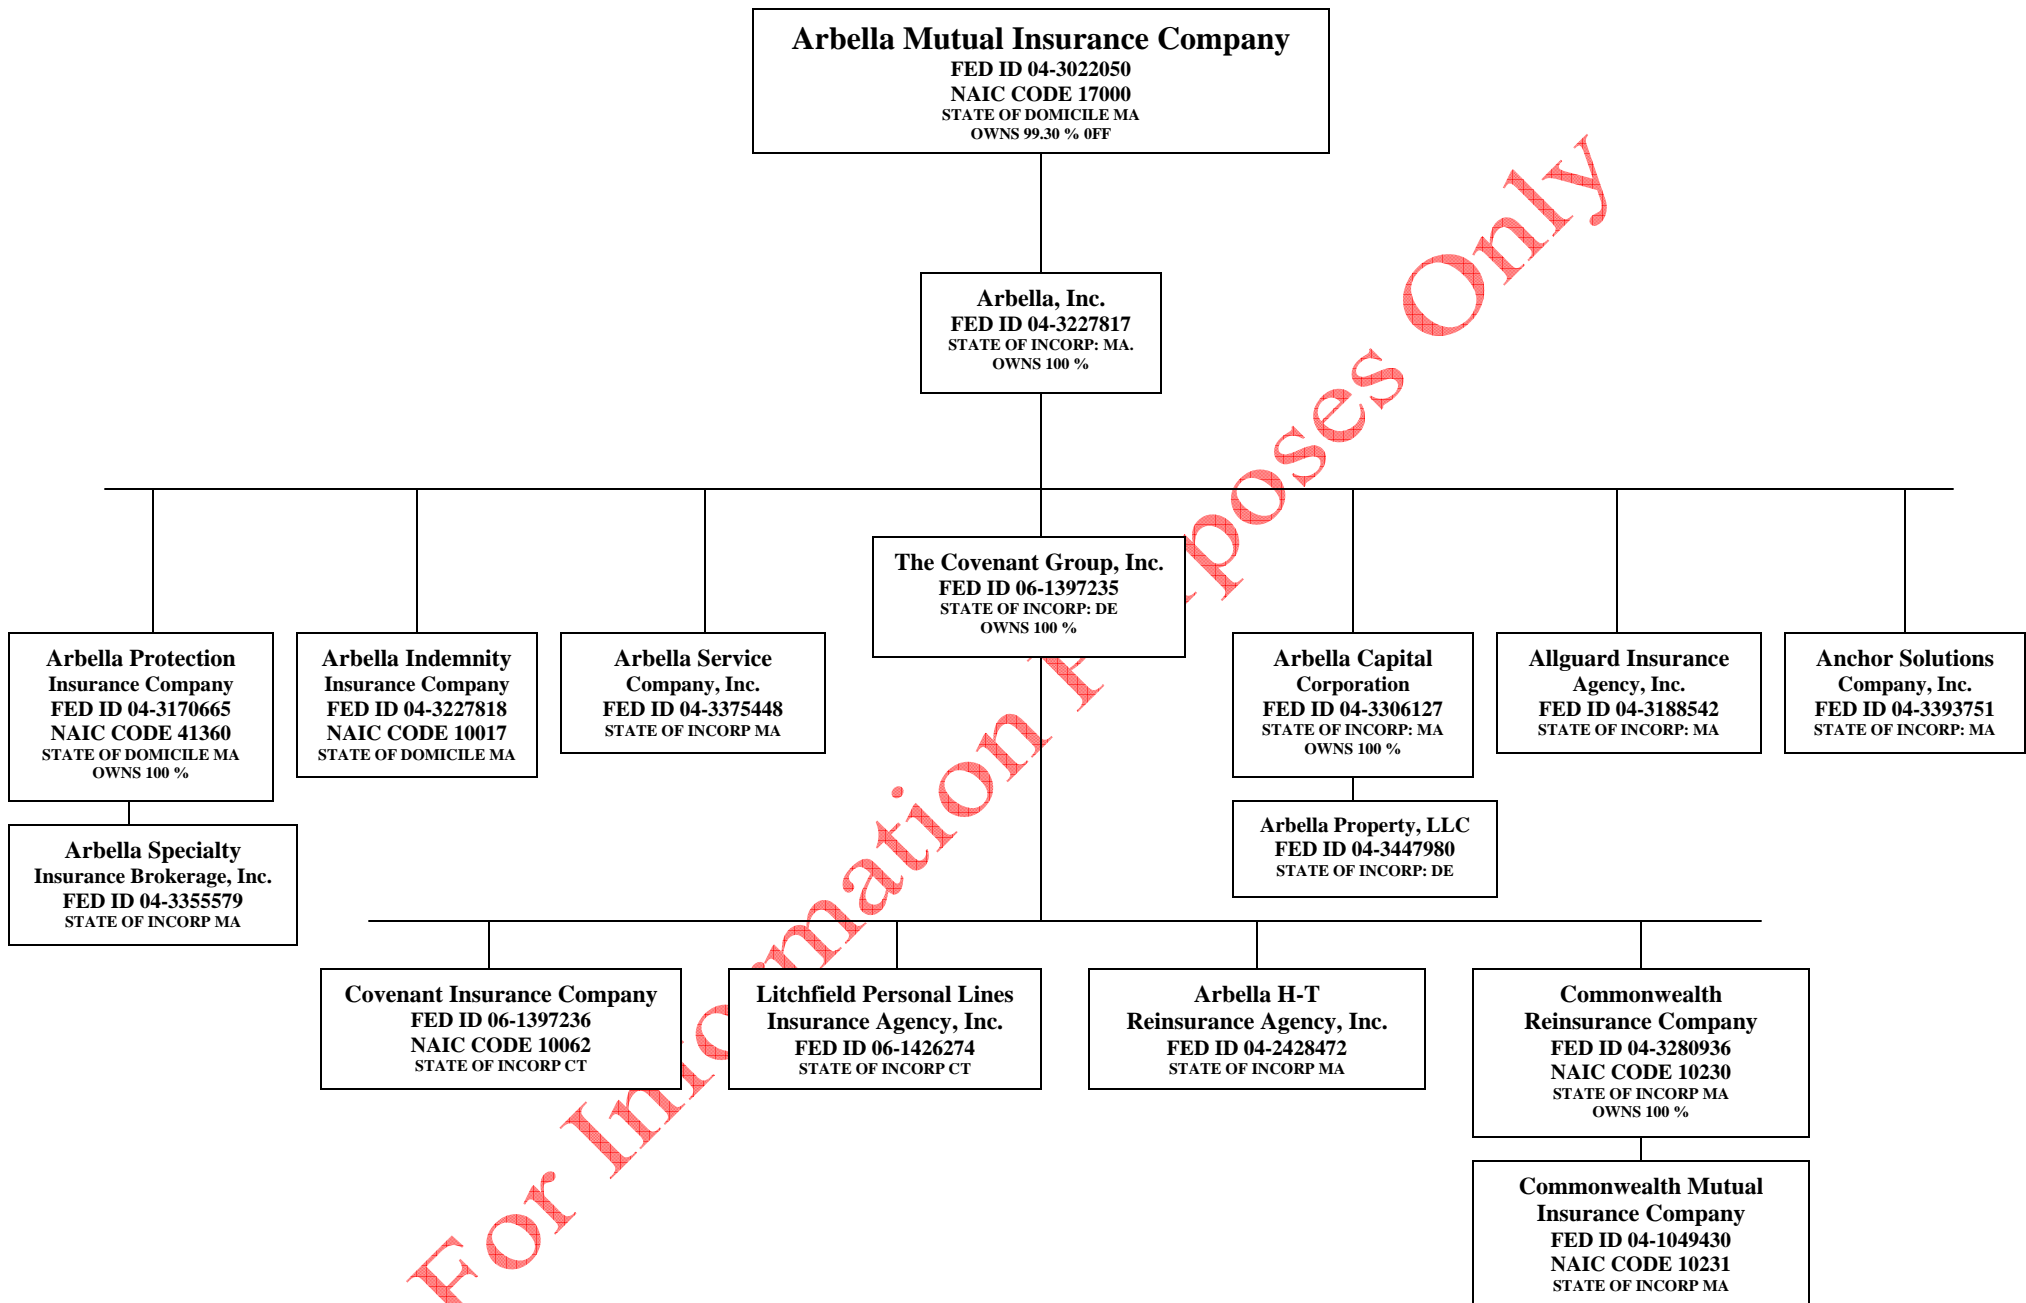 Arbella Mutual Insurance Company
FED ID 04-3022050
NAIC CODE 17000
STATE OF DOMICILE MA
OWNS 99.30 % 0FF
Arbella, Inc.
FED ID 04-3227817
STATE OF INCORP: MA.
OWNS 100 %
The Covenant Group, Inc.
FED ID 06-1397235
STATE OF INCORP: DE
OWNS 100 %
Arbella Protection
Insurance Company
FED ID 04-3170665
NAIC CODE 41360
STATE OF DOMICILE MA
OWNS 100 %
Arbella Indemnity
Insurance Company
FED ID 04-3227818
NAIC CODE 10017
STATE OF DOMICILE MA
Arbella Service
Company, Inc.
FED ID 04-3375448
STATE OF INCORP MA
Arbella Capital
Corporation
FED ID 04-3306127
STATE OF INCORP: MA
OWNS 100 %
Allguard Insurance
Agency, Inc.
FED ID 04-3188542
STATE OF INCORP: MA
Anchor Solutions
Company, Inc.
FED ID 04-3393751
STATE OF INCORP: MA
Arbella Specialty
Insurance Brokerage, Inc.
FED ID 04-3355579
STATE OF INCORP MA
Arbella Property, LLC
FED ID 04-3447980
STATE OF INCORP: DE
Covenant Insurance Company
FED ID 06-1397236
NAIC CODE 10062
STATE OF INCORP CT
Litchfield Personal Lines
Insurance Agency, Inc.
FED ID 06-1426274
STATE OF INCORP CT
Arbella H-T
Reinsurance Agency, Inc.
FED ID 04-2428472
STATE OF INCORP MA
Commonwealth
Reinsurance Company
FED ID 04-3280936
NAIC CODE 10230
STATE OF INCORP MA
OWNS 100 %
Commonwealth Mutual
Insurance Company
FED ID 04-1049430
NAIC CODE 10231
STATE OF INCORP MA
For Information Purposes Only